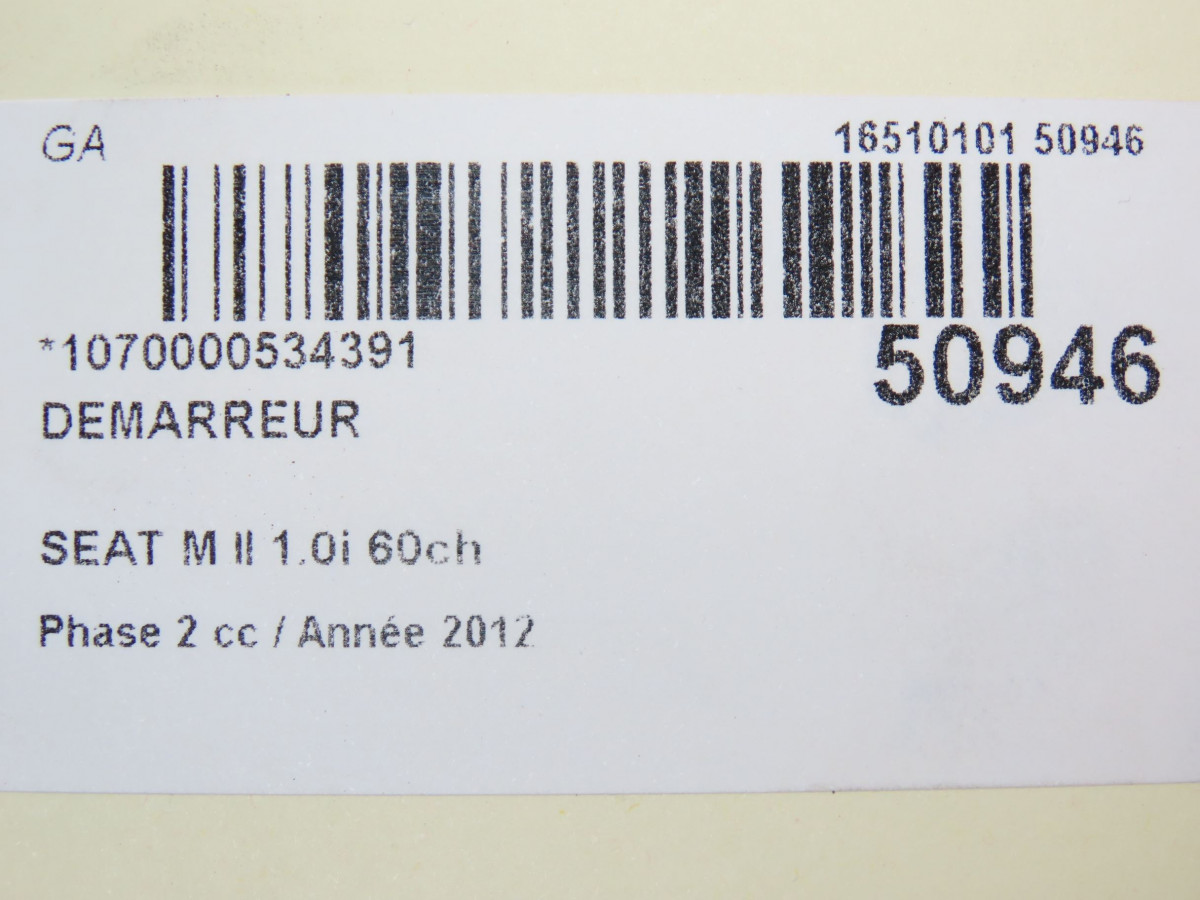 GA
16510101 50946
*1070000534391
50946
DEMARREUR
SEAT M II 1.0i 60ch
Phase 2 cc / Année 2012